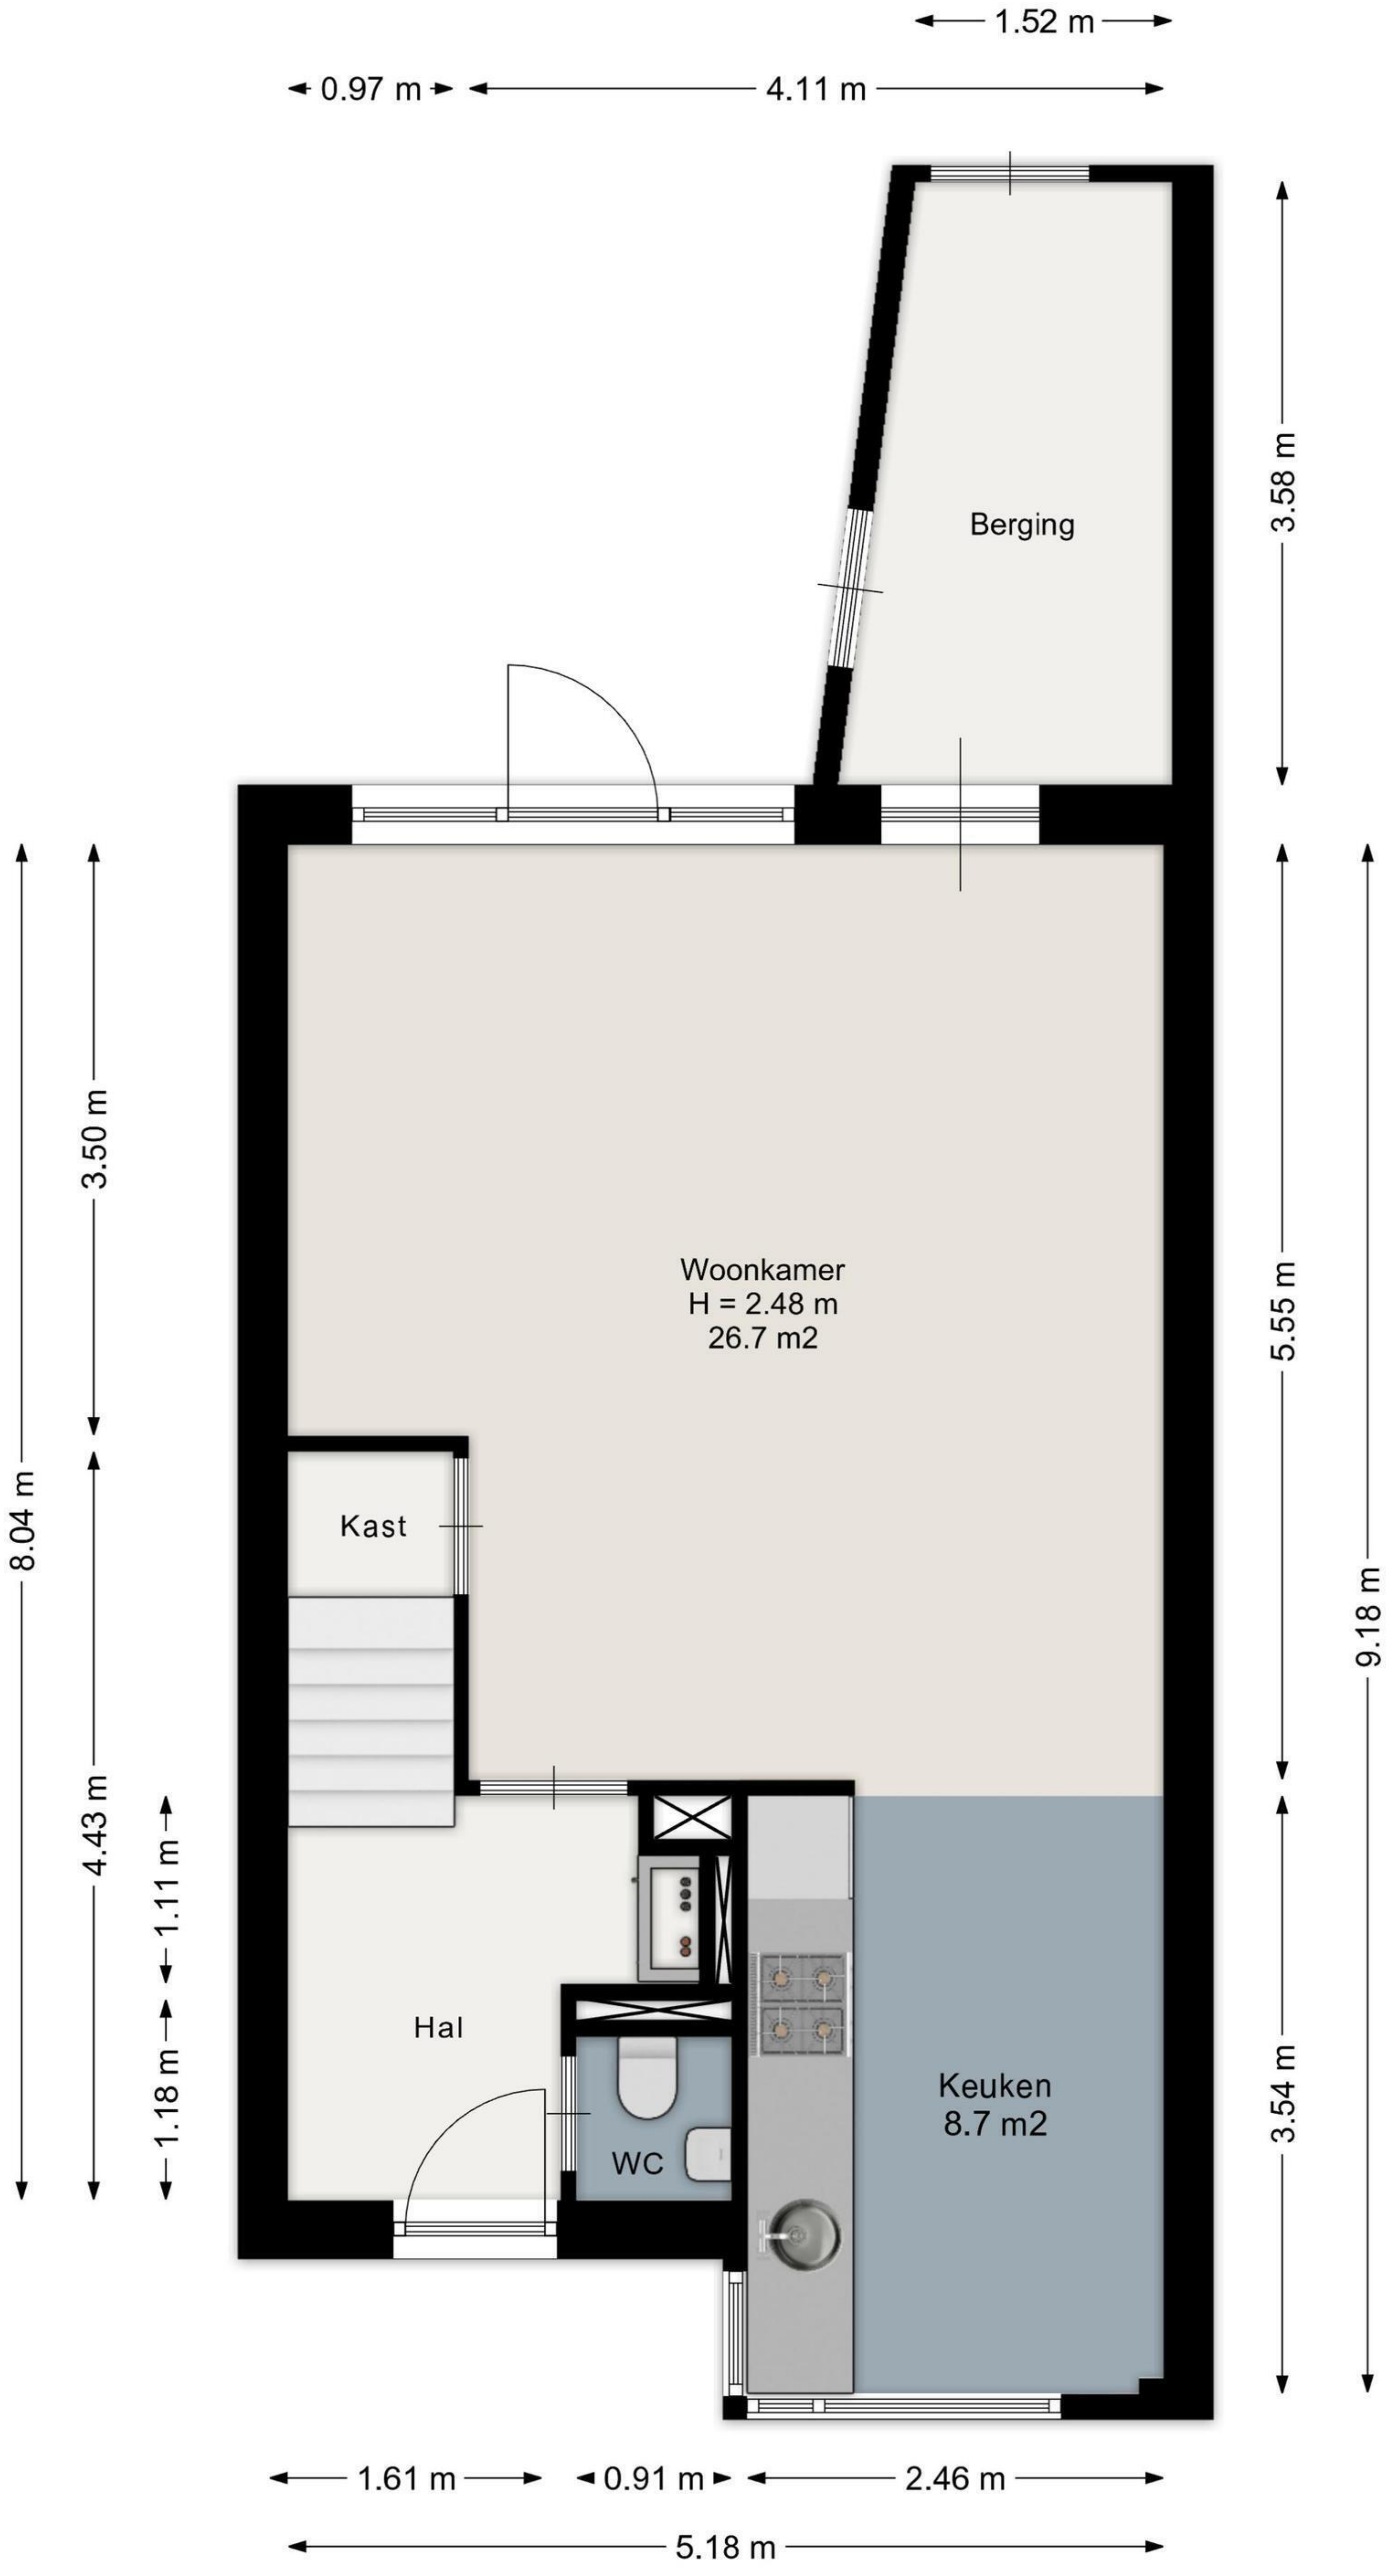 1.52 m
0.97 m
4.11 m
3.58 m
Berging
3.50 m
8.04 m
Woonkamer
H = 2.48 m
26.7 m2
5.55 m
9.18 m
Kast
4.43 m
1.11 m
1.18 m
Hal
WC
Keuken
8.7 m2
3.54 m
1.61 m
0.91 m
2.46 m
5.18 m